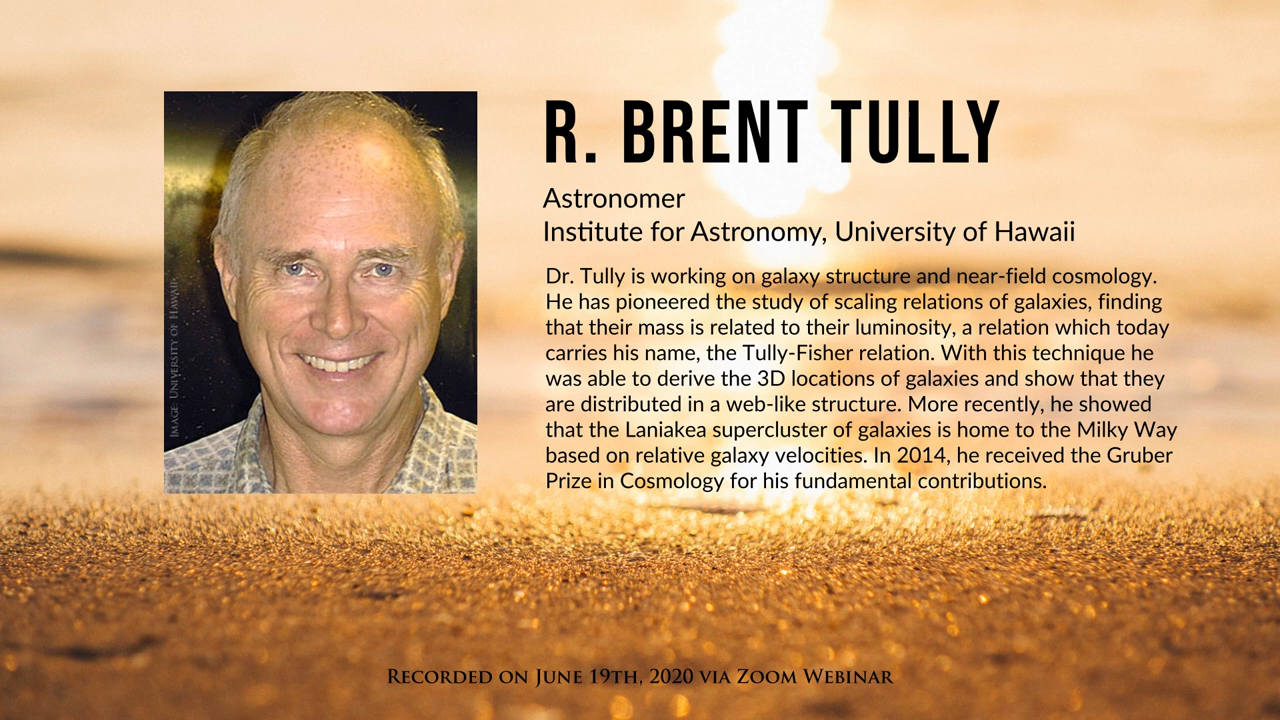 R. BRENT TULLY
Astronomer
Institute for Astronomy, University of Hawaii
Dr. Tully is working on galaxy structure and near-field cosmology.
He has pioneered the study of scaling relations of galaxies, finding
that their mass is related to their luminosity, a relation which today
carries his name, the Tully-Fisher relation. With this technique he
was able to derive the 3D locations of galaxies and show that they
are distributed in a web-like structure. More recently, he showed
that the Laniakea supercluster of galaxies is home to the Milky Way
based on relative galaxy velocities. In 2014, he received the Gruber
Prize in Cosmology for his fundamental contributions.
IMAGE: UNIVERSITY OF HAWAII
RECORDED ON JUNE 19TH, 2020 VIA ZOOM WEBINAR